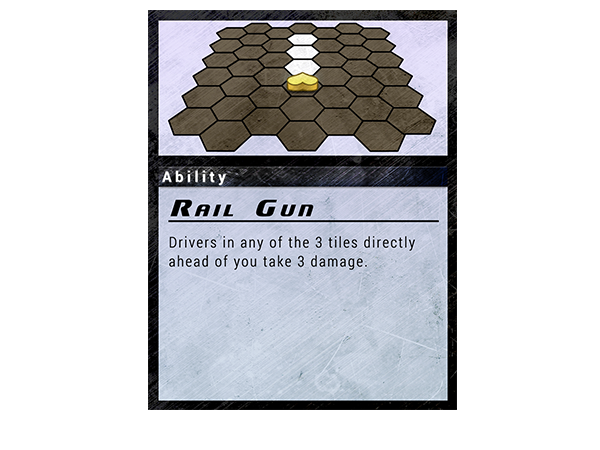 Ability
Rail Gun
Drivers in any of the 3 tiles directly
ahead of you take 3 damage.